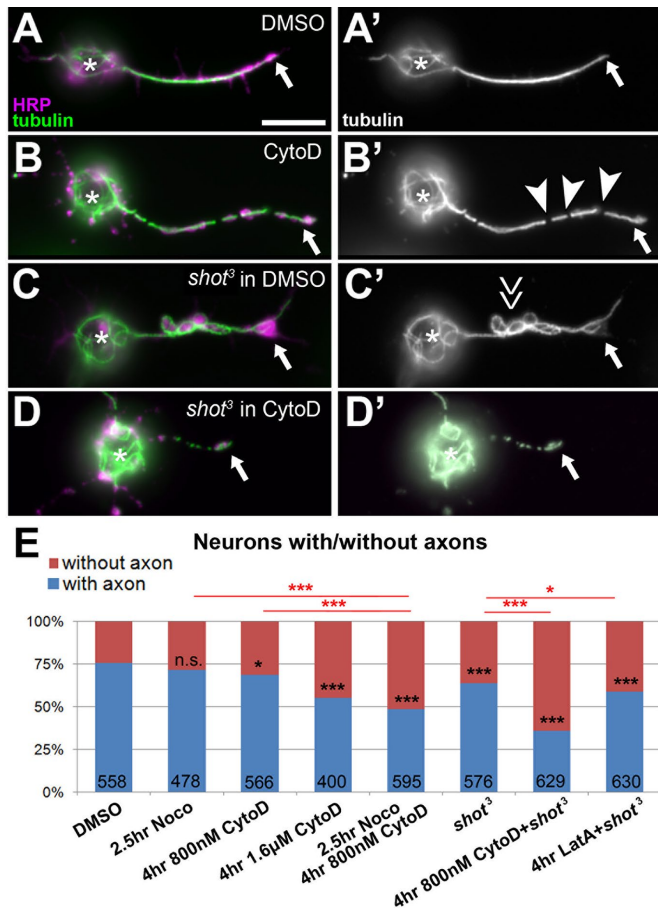 A DMSO
HRP
tubulin
A'
tubulin
B CytoD
B'
C shot³ in DMSO
C'
D shot³ in CytoD
D'
E Neurons with/without axons
without axon
with axon
*** *
*** ***
100%
75%
50%
25%
0%
n.s. * *** *** *** *** ***
558 478 566 400 595 576 629 630
DMSO
2.5hr Noco
4hr 800nM CytoD
4hr 1.6µM CytoD
2.5hr Noco
4hr 800nM CytoD
shot³
4hr 800nM CytoD+shot³
4hr LatA+shot³